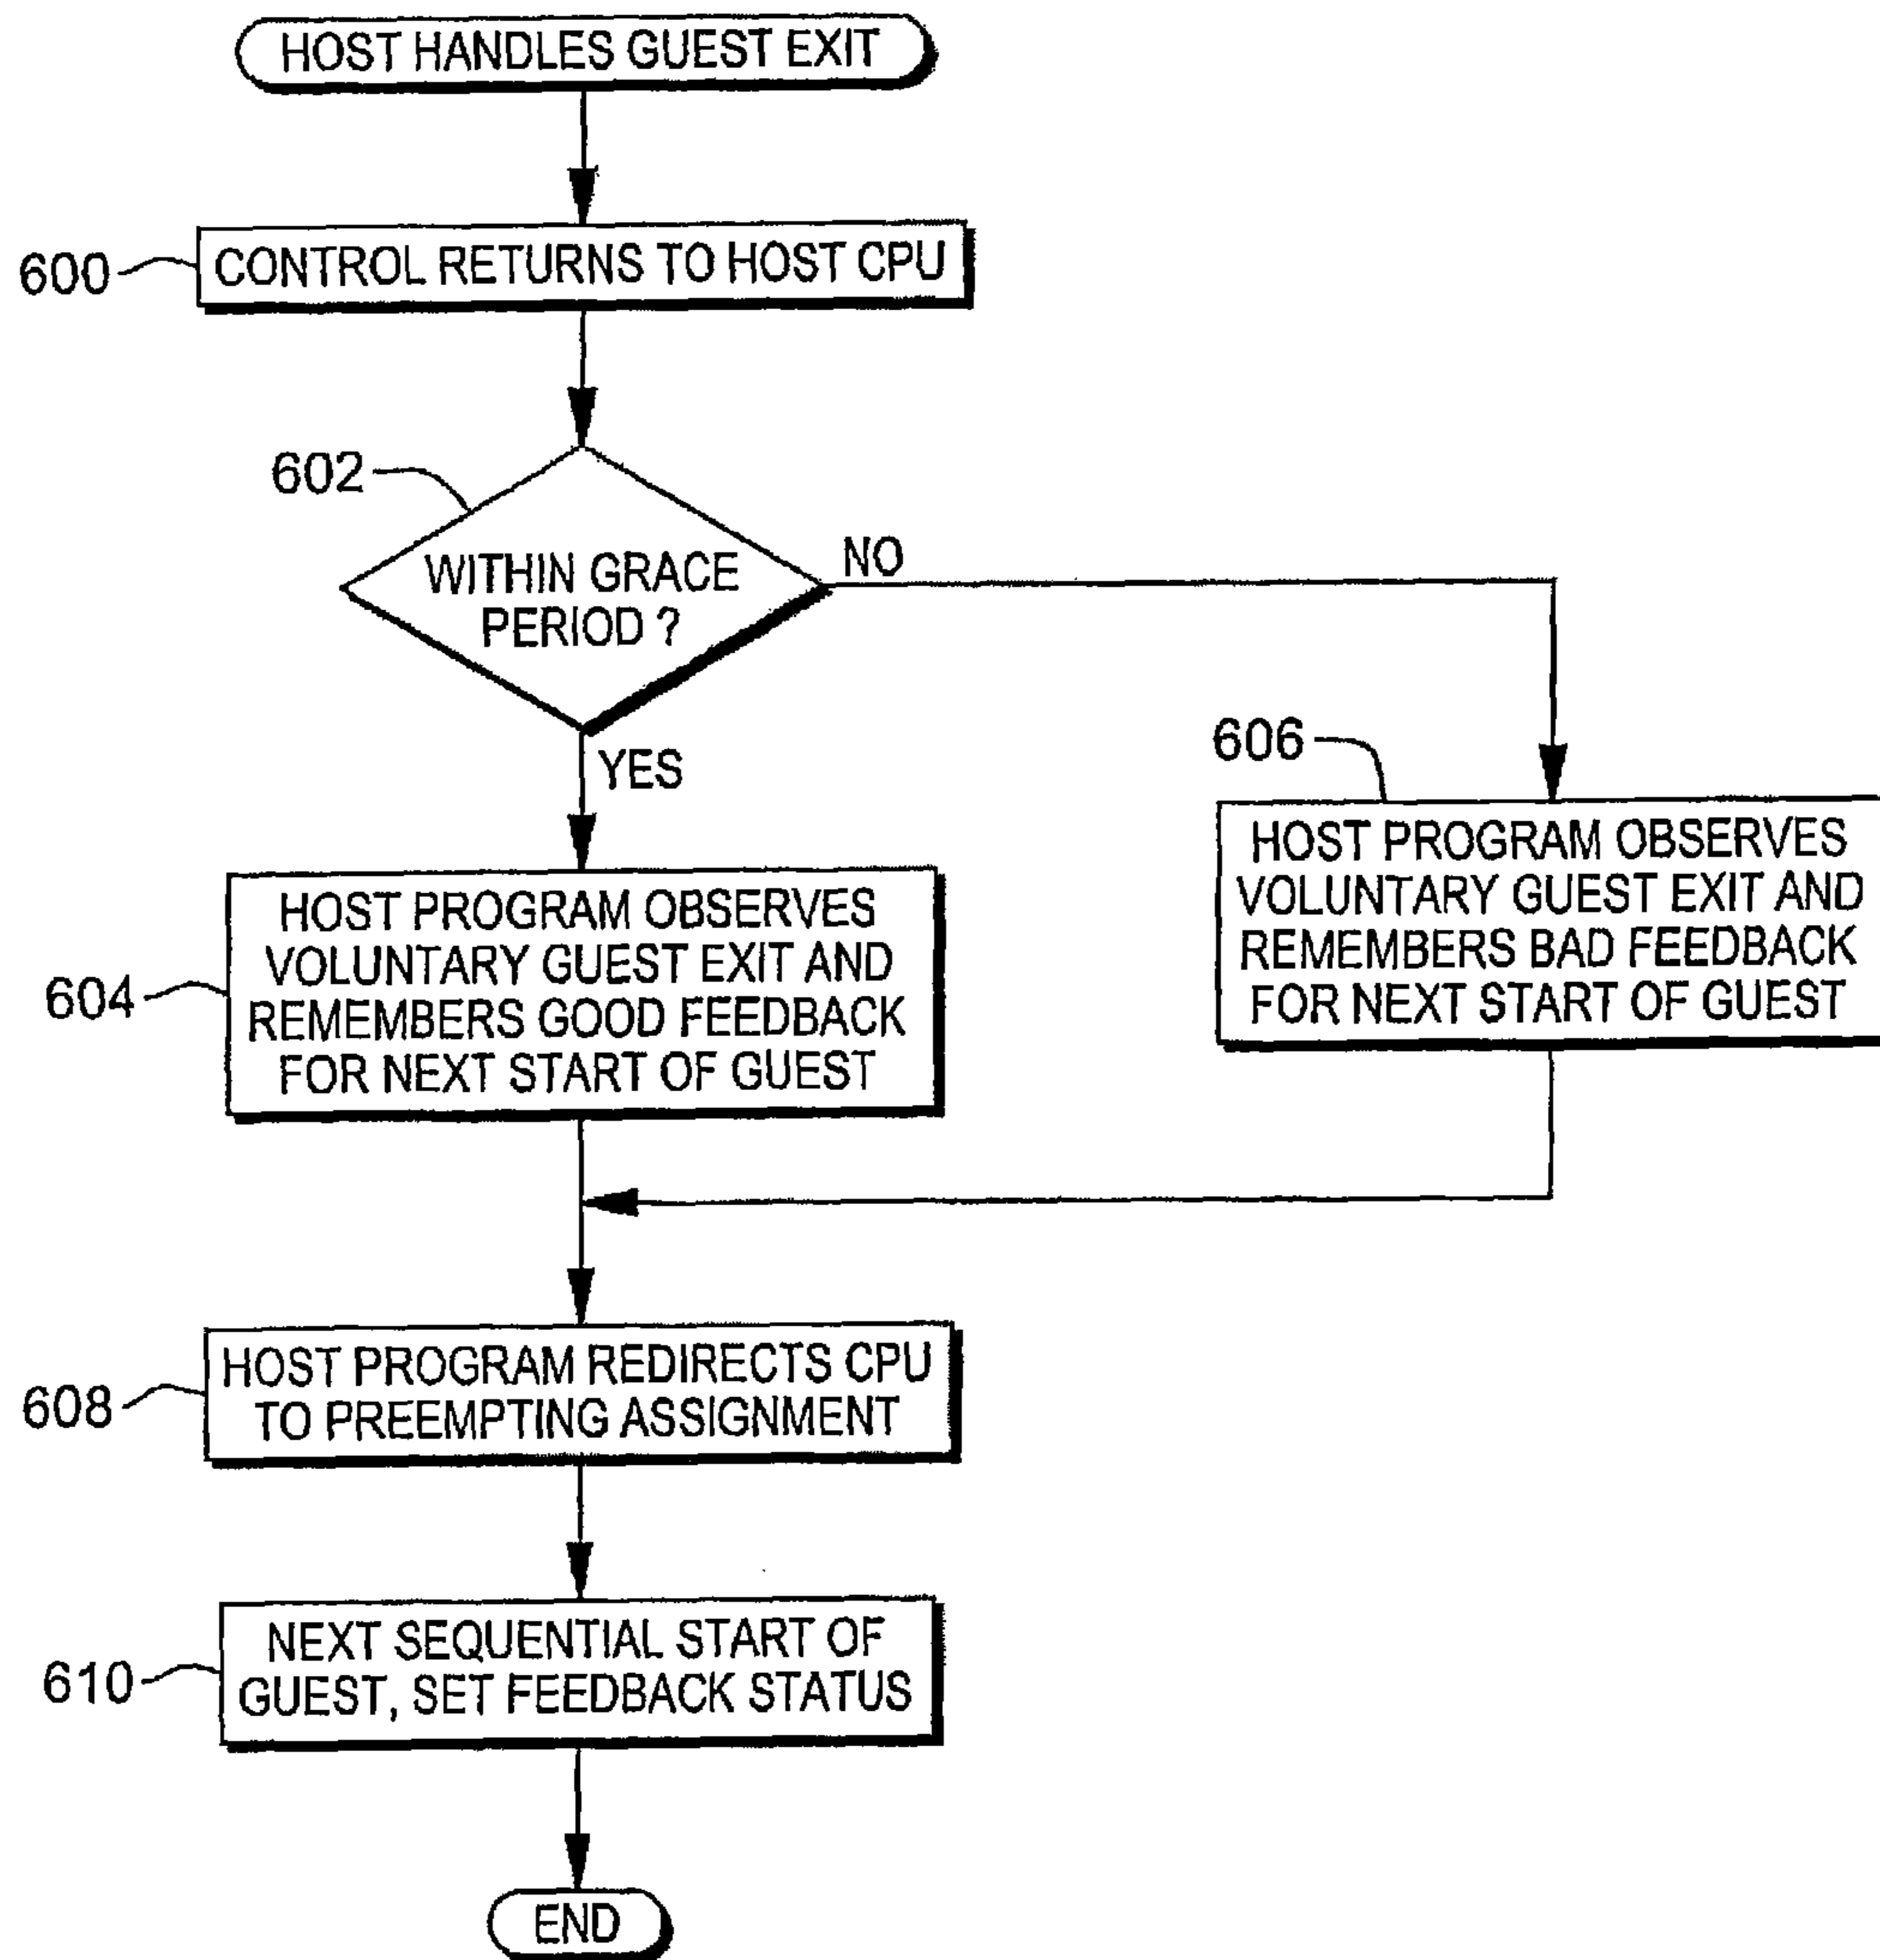 HOST HANDLES GUEST EXIT
600
CONTROL RETURNS TO HOST CPU
602
WITHIN GRACE
PERIOD ?
NO
YES
606
HOST PROGRAM OBSERVES
VOLUNTARY GUEST EXIT AND
REMEMBERS BAD FEEDBACK
FOR NEXT START OF GUEST
604
HOST PROGRAM OBSERVES
VOLUNTARY GUEST EXIT AND
REMEMBERS GOOD FEEDBACK
FOR NEXT START OF GUEST
608
HOST PROGRAM REDIRECTS CPU
TO PREEMPTING ASSIGNMENT
610
NEXT SEQUENTIAL START OF
GUEST, SET FEEDBACK STATUS
END